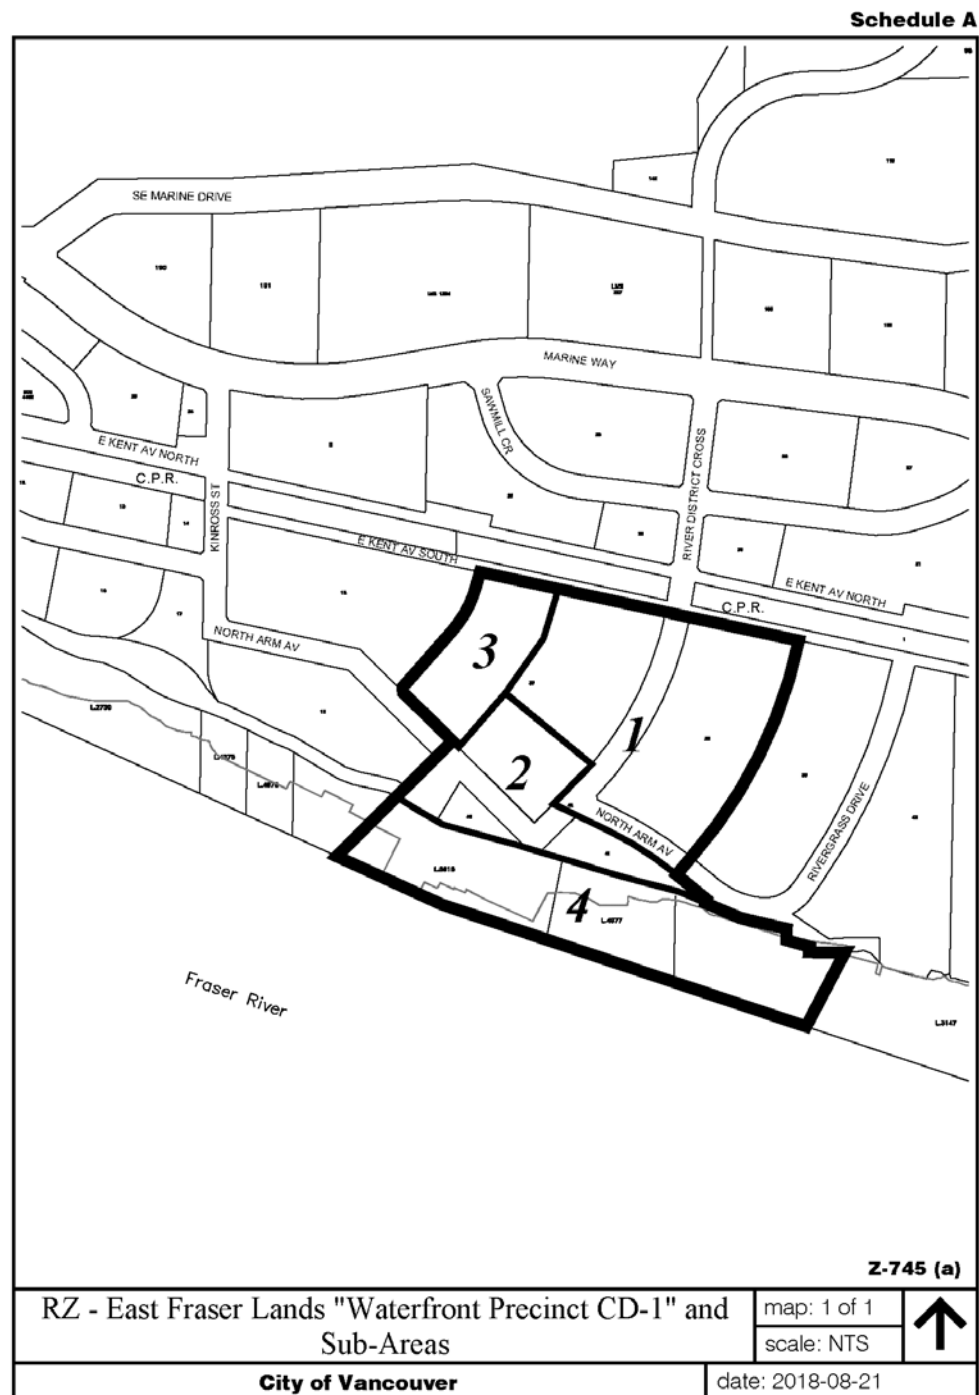 Schedule A
SE MARINE DRIVE
MARINE WAY
SAWMILL CR
RIVER DISTRICT CROSS
E KENT AV NORTH
C.P.R.
KINROSS ST
E KENT AV SOUTH
E KENT AV NORTH
C.P.R.
NORTH ARM AV
3
1
2
NORTH ARM AV
RIVERGRASS DRIVE
4
L.4977
L.3147
Fraser River
Z-745 (a)
RZ - East Fraser Lands "Waterfront Precinct CD-1" and
Sub-Areas
map: 1 of 1
scale: NTS
City of Vancouver
date: 2018-08-21